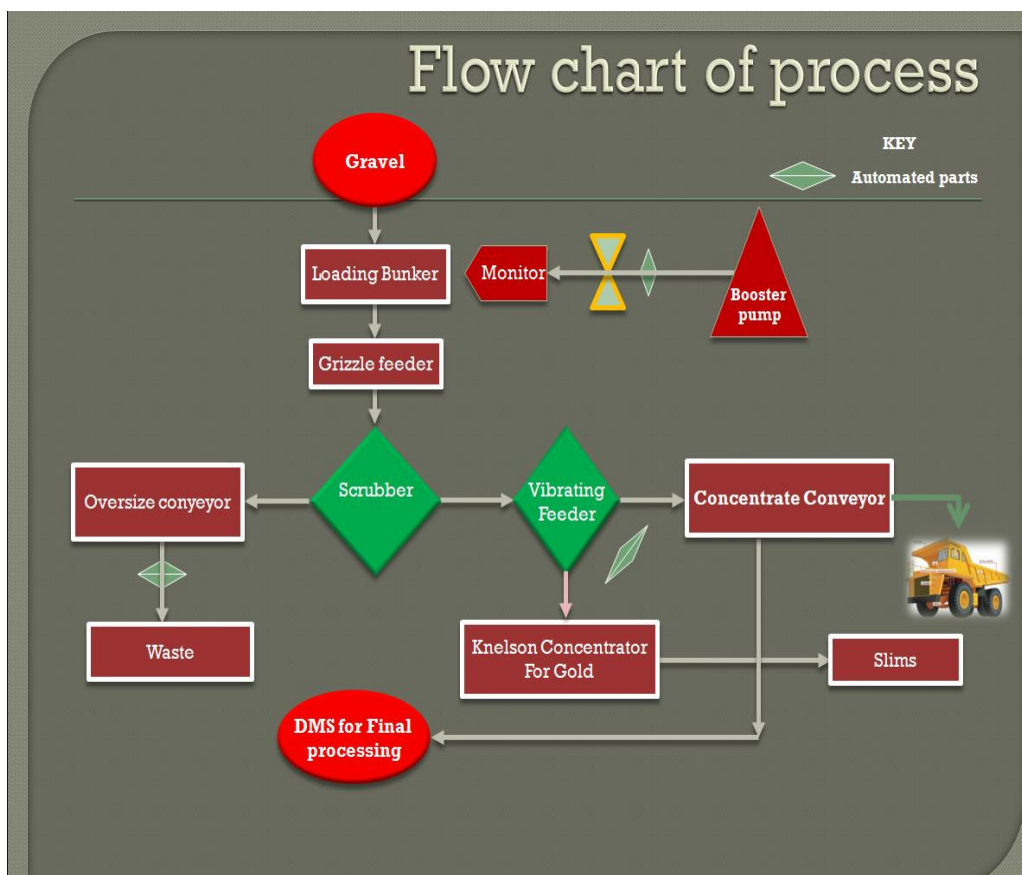 Flow chart of process
KEY
Automated parts
Gravel
Loading Bunker
Monitor
Booster
pump
Grizzle feeder
Oversize conyeyor
Scrubber
Vibrating
Feeder
Concentrate Conveyor
Waste
Knelson Concentrator
For Gold
Slims
DMS for Final
processing